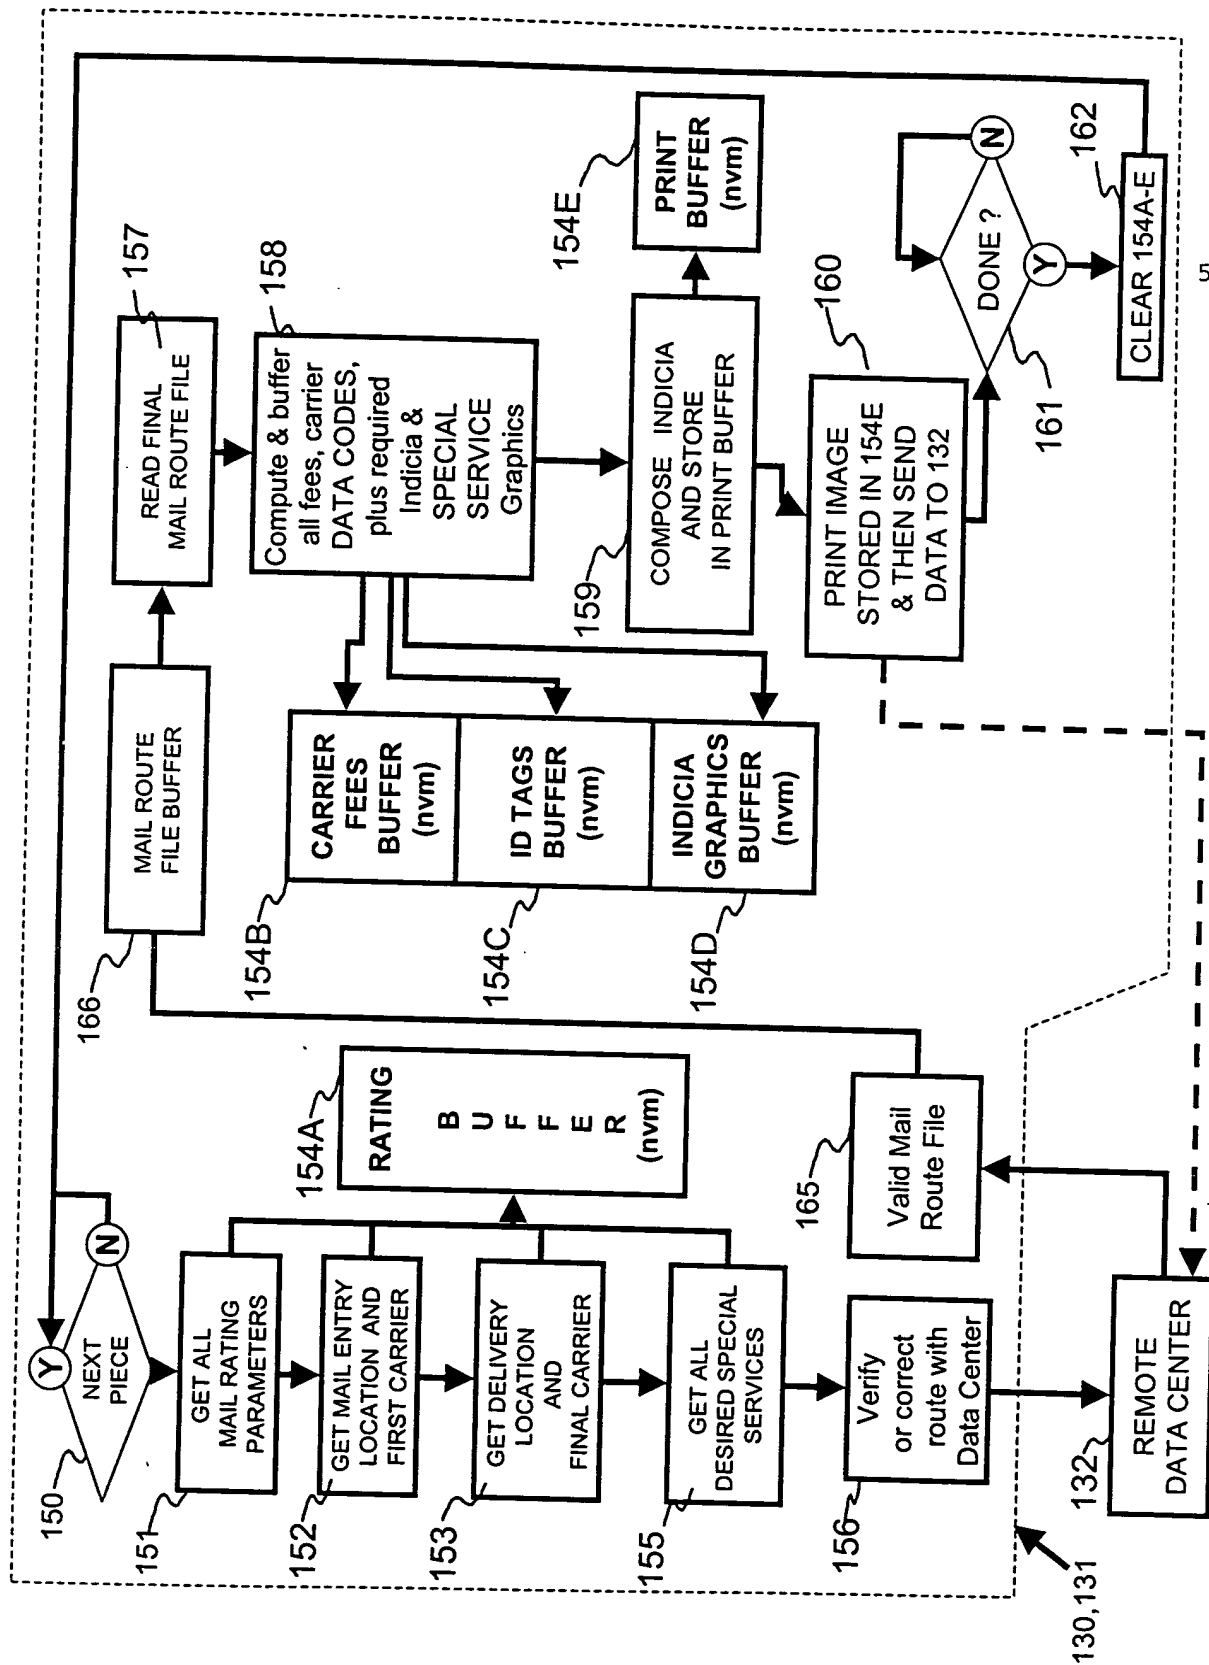 150
NEXT
PIECE
Y
N
151
GET ALL
MAIL RATING
PARAMETERS
152
GET MAIL ENTRY
LOCATION AND
FIRST CARRIER
153
GET DELIVERY
LOCATION
AND
FINAL CARRIER
155
GET ALL
DESIRED SPECIAL
SERVICES
156
Verify
or correct
route with
Data Center
130,131
132
REMOTE
DATA CENTER
154A
RATING
B
U
F
F
E
R
(nvm)
165
Valid Mail
Route File
166
MAIL ROUTE
FILE BUFFER
157
READ FINAL
MAIL ROUTE FILE
158
Compute & buffer
all fees, carrier
DATA CODES,
plus required
Indicia &
SPECIAL
SERVICE
Graphics
154B
CARRIER
FEES
BUFFER
(nvm)
154C
ID TAGS
BUFFER
(nvm)
154D
INDICIA
GRAPHICS
BUFFER
(nvm)
159
COMPOSE INDICIA
AND STORE
IN PRINT BUFFER
154E
PRINT
BUFFER
(nvm)
160
PRINT IMAGE
STORED IN 154E
& THEN SEND
DATA TO 132
161
DONE ?
N
Y
162
CLEAR 154A-E